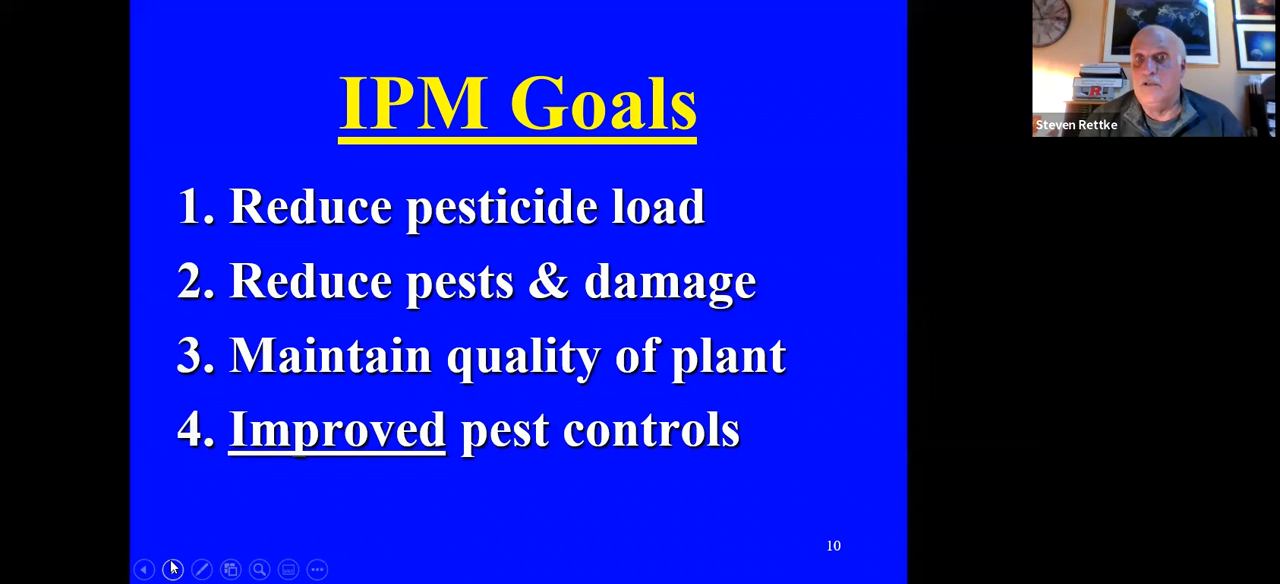 IPM Goals
1. Reduce pesticide load
2. Reduce pests & damage
3. Maintain quality of plant
4. Improved pest controls
10
Steven Rettke
R